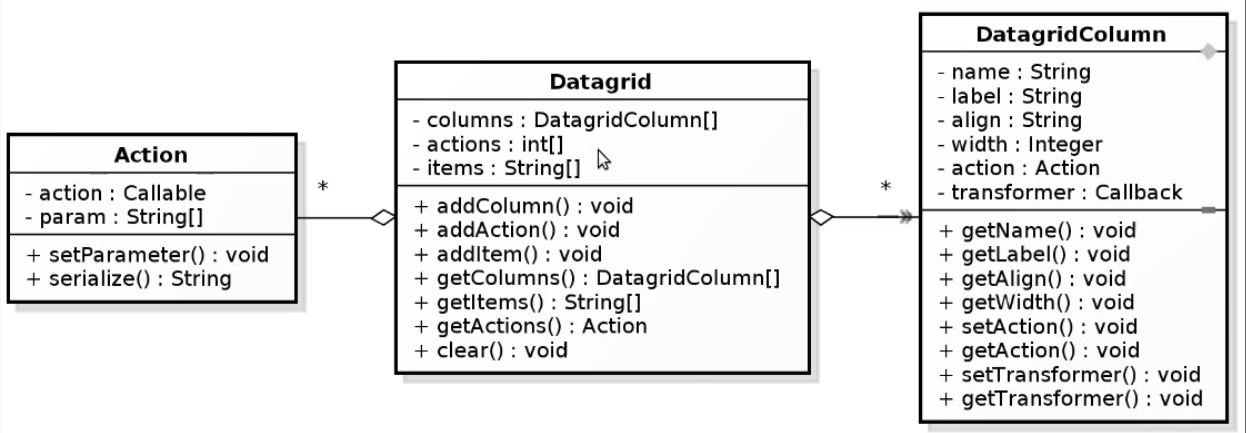 Action
- action : Callable
- param : String[]
+ setParameter() : void
+ serialize() : String
*
Datagrid
- columns : DatagridColumn[]
- actions : int[]
- items : String[]
+ addColumn() : void
+ addAction() : void
+ addItem() : void
+ getColumns() : DatagridColumn[]
+ getItems() : String[]
+ getActions() : Action
+ clear() : void
*
DatagridColumn
- name : String
- label : String
- align : String
- width : Integer
- action : Action
- transformer : Callback
+ getName() : void
+ getLabel() : void
+ getAlign() : void
+ getWidth() : void
+ setAction() : void
+ getAction() : void
+ setTransformer() : void
+ getTransformer() : void